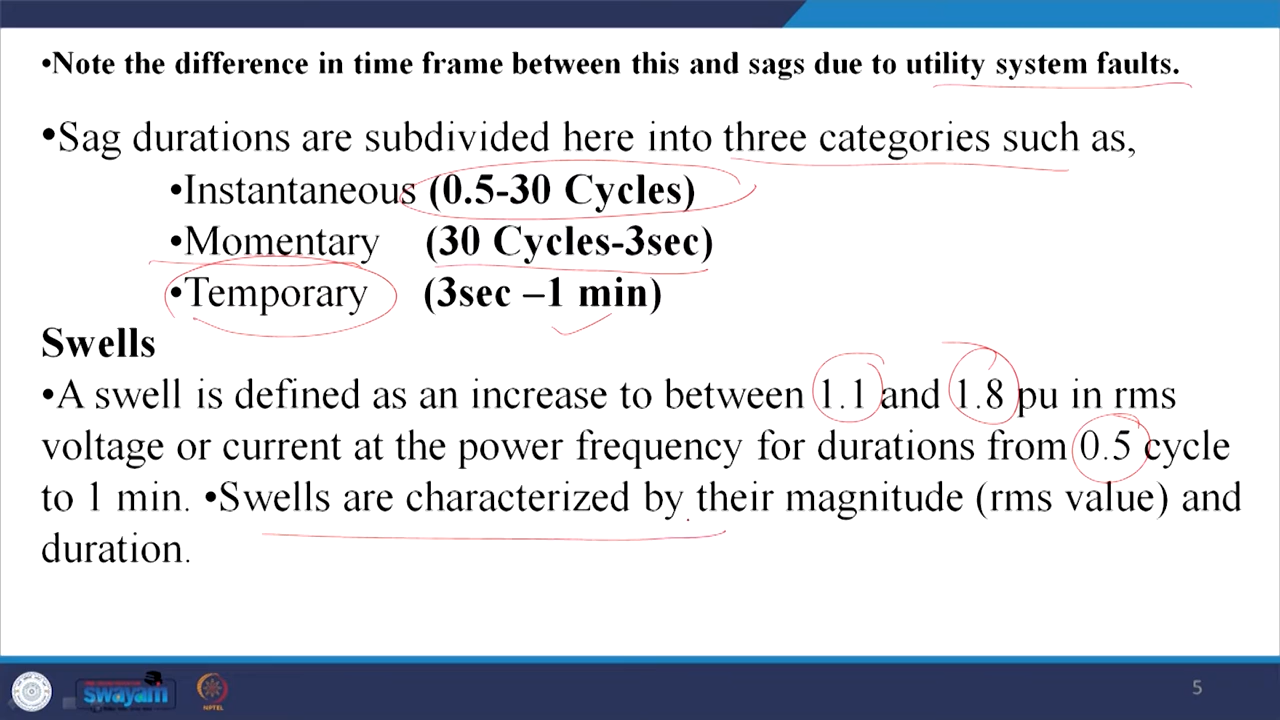 •Note the difference in time frame between this and sags due to utility system faults.
•Sag durations are subdivided here into three categories such as,
•Instantaneous (0.5-30 Cycles)
•Momentary (30 Cycles-3sec)
•Temporary (3sec –1 min)
Swells
•A swell is defined as an increase to between 1.1 and 1.8 pu in rms
voltage or current at the power frequency for durations from 0.5 cycle
to 1 min. •Swells are characterized by their magnitude (rms value) and
duration.
swayam
NPTEL
5